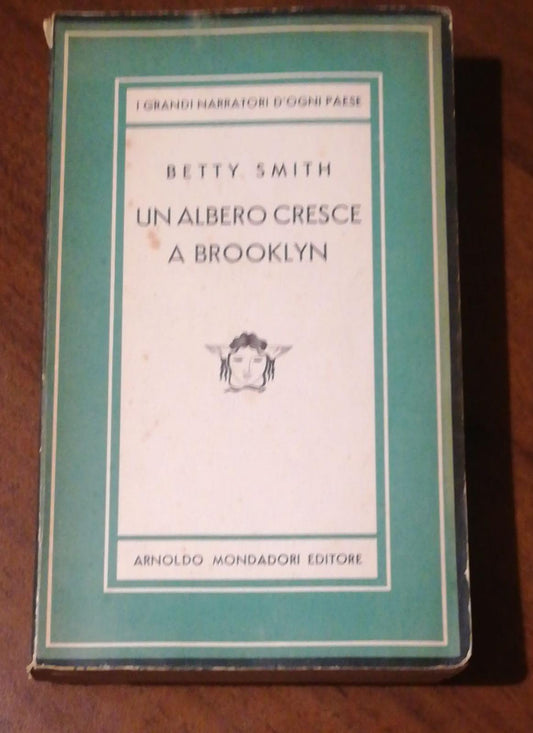 I GRANDI NARRATORI D'OGNI PAESE
BETTY SMITH
UN ALBERO CRESCE
A BROOKLYN
ARNOLDO MONDADORI EDITORE